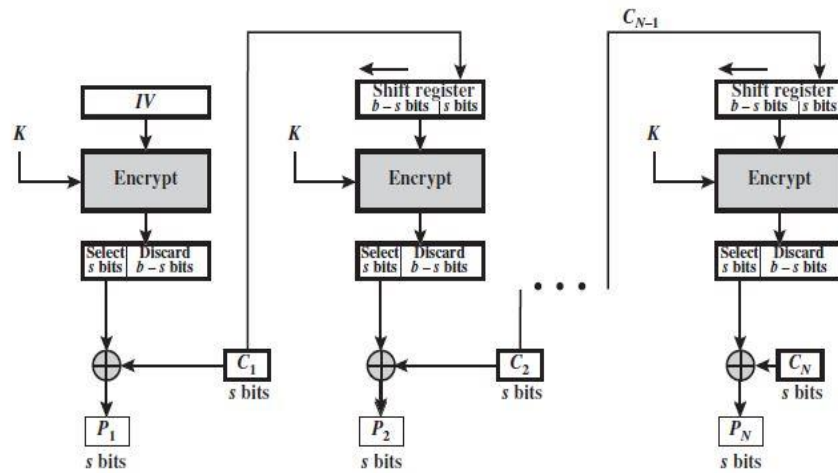 C_{N-1}
IV
Shift register
b – s bits | s bits
Shift register
b – s bits | s bits
K
K
K
Encrypt
Encrypt
Encrypt
Select Discard
s bits b – s bits
Select Discard
s bits b – s bits
Select Discard
s bits b – s bits
• • •
C_1
C_2
C_N
s bits
s bits
s bits
P_1
P_2
P_N
s bits
s bits
s bits